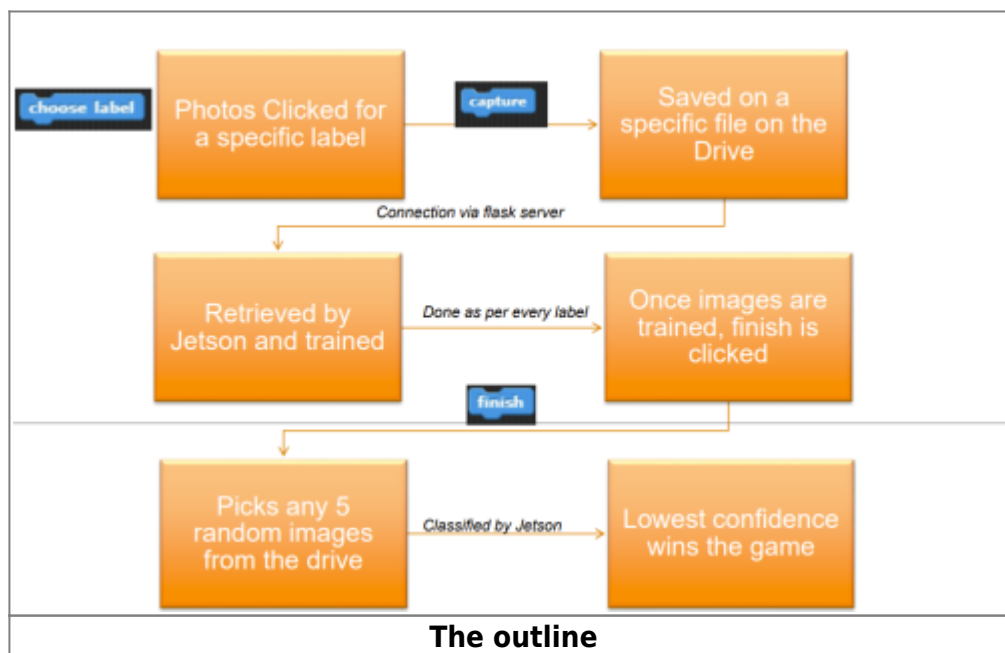 choose label
Photos Clicked for
a specific label
capture
Saved on a
specific file on the
Drive
Connection via flask server
Retrieved by
Jetson and trained
Done as per every label
Once images are
trained, finish is
clicked
finish
Picks any 5
random images
from the drive
Classified by Jetson
Lowest confidence
wins the game
The outline